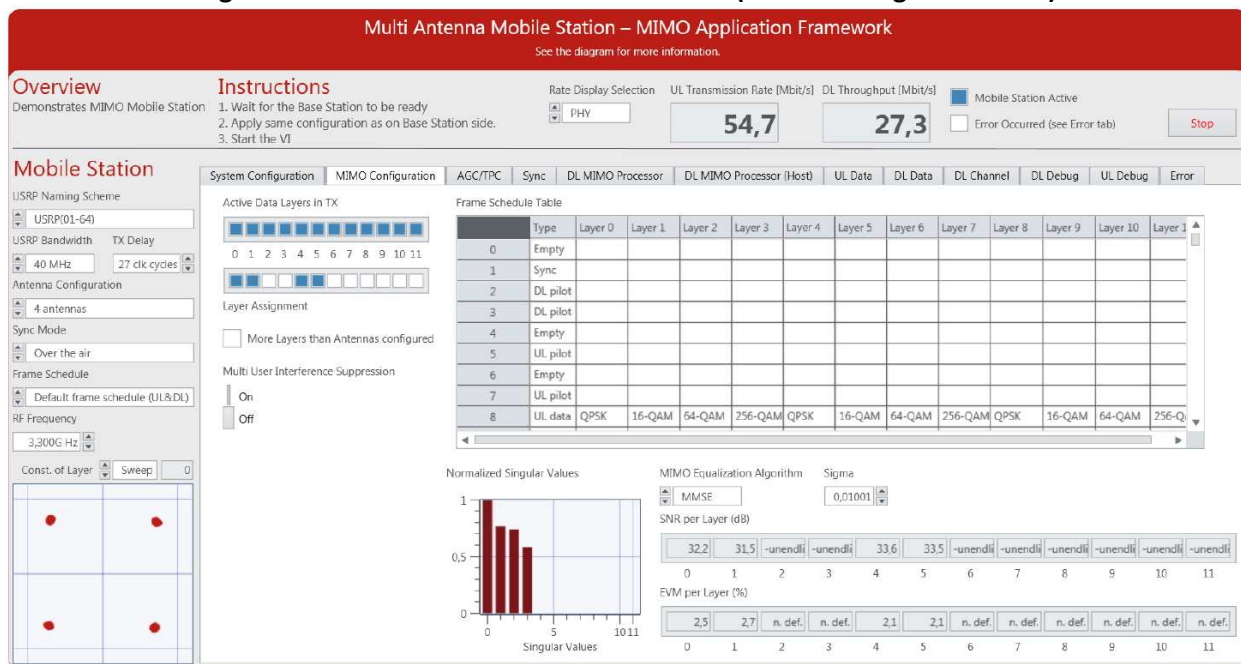 Multi Antenna Mobile Station – MIMO Application Framework
See the diagram for more information.
Overview
Demonstrates MIMO Mobile Station
Instructions
1. Wait for the Base Station to be ready
2. Apply same configuration as on Base Station side.
3. Start the VI
Rate Display Selection
PHY
UL Transmission Rate [Mbit/s]
54,7
DL Throughput [Mbit/s]
27,3
Mobile Station Active
Error Occurred (see Error tab)
Stop
Mobile Station
USRP Naming Scheme
USRP(01-64)
USRP Bandwidth TX Delay
40 MHz 27 clk cycles
Antenna Configuration
4 antennas
Sync Mode
Over the air
Frame Schedule
Default frame schedule (UL&DL)
RF Frequency
3,300G Hz
Const. of Layer Sweep 0
System Configuration MIMO Configuration AGC/TPC Sync DL MIMO Processor DL MIMO Processor (Host) UL Data DL Data DL Channel DL Debug UL Debug Error
Active Data Layers in TX
0 1 2 3 4 5 6 7 8 9 10 11
Layer Assignment
More Layers than Antennas configured
Multi User Interference Suppression
On
Off
Frame Schedule Table
Type Layer 0 Layer 1 Layer 2 Layer 3 Layer 4 Layer 5 Layer 6 Layer 7 Layer 8 Layer 9 Layer 10 Layer 1
0 Empty
1 Sync
2 DL pilot
3 DL pilot
4 Empty
5 UL pilot
6 Empty
7 UL pilot
8 UL data QPSK 16-QAM 64-QAM 256-QAM QPSK 16-QAM 64-QAM 256-QAM QPSK 16-QAM 64-QAM 256-Q
Normalized Singular Values
1
0,5
0
0 5 10 11
Singular Values
MIMO Equalization Algorithm Sigma
MMSE 0,01001
SNR per Layer (dB)
32,2 31,5 -unendli -unendli 33,6 33,5 -unendli -unendli -unendli -unendli -unendli -unendli
0 1 2 3 4 5 6 7 8 9 10 11
EVM per Layer (%)
2,5 2,7 n. def. n. def. 2,1 2,1 n. def. n. def. n. def. n. def. n. def. n. def.
0 1 2 3 4 5 6 7 8 9 10 11